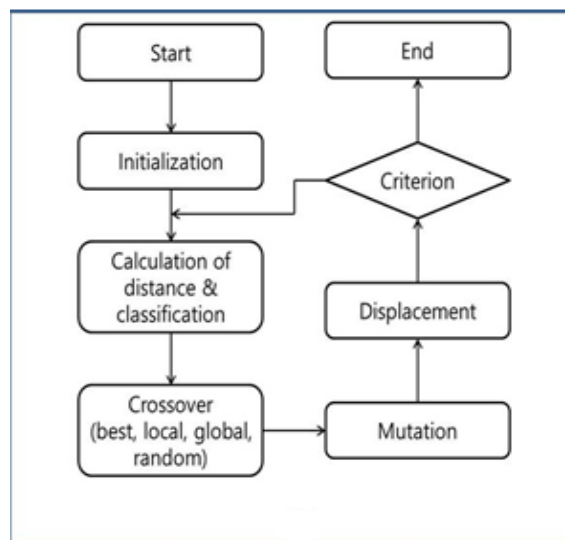 Start
Initialization
Calculation of
distance &
classification
Crossover
(best, local, global,
random)
Mutation
Displacement
Criterion
End